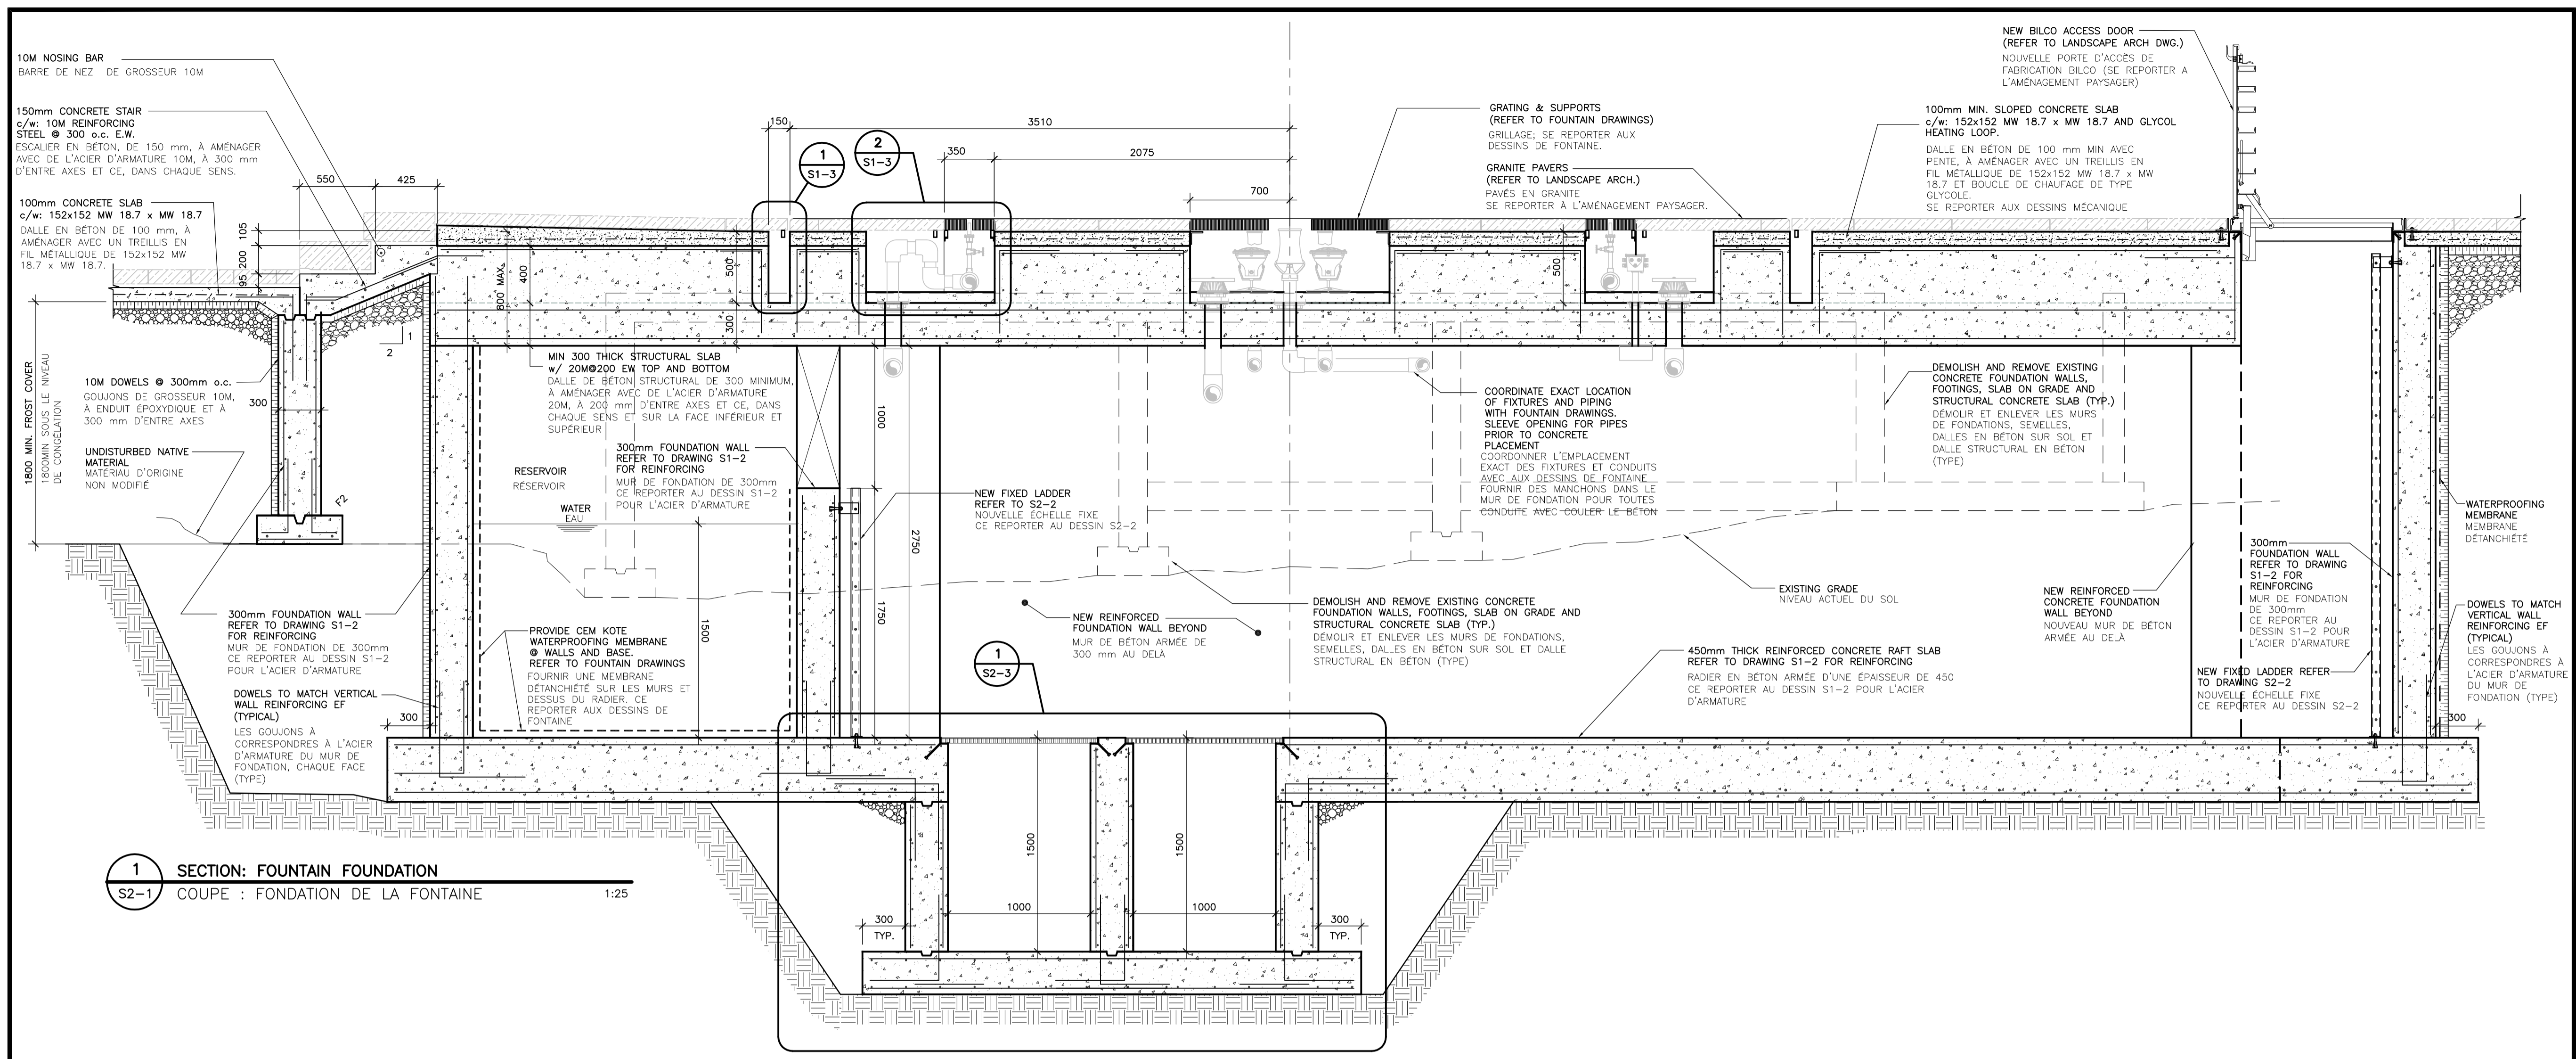 10M NOSING BAR
BARRE DE NEZ DE GROSSEUR 10M
150mm CONCRETE STAIR
c/w: 10M REINFORCING
STEEL @ 300 o.c. E.W.
ESCALIER EN BÉTON, DE 150 mm, À AMÉNAGER
AVEC DE L'ACIER D'ARMATURE 10M, À 300 mm
D'ENTRE AXES ET CE, DANS CHAQUE SENS.
100mm CONCRETE SLAB
c/w: 152x152 MW 18.7 x MW 18.7
DALLE EN BÉTON DE 100 mm, À
AMÉNAGER AVEC UN TREILLIS EN
FIL MÉTALLIQUE DE 152x152 MW
18.7 x MW 18.7.
550
425
105
200
95
1800 MIN. FROST COVER
1800MIN SOUS LE NIVEAU
DE CONGÉLATION
10M DOWELS @ 300mm o.c.
GOUJONS DE GROSSEUR 10M,
À ENDUIT ÉPOXYDIQUE ET À
300 mm D'ENTRE AXES
300
1
2
F2
UNDISTURBED NATIVE
MATERIAL
MATÉRIAU D'ORIGINE
NON MODIFIÉ
300mm FOUNDATION WALL
REFER TO DRAWING S1-2
FOR REINFORCING
MUR DE FONDATION DE 300mm
CE REPORTER AU DESSIN S1-2
POUR L'ACIER D'ARMATURE
DOWELS TO MATCH VERTICAL
WALL REINFORCING EF
(TYPICAL)
LES GOUJONS À
CORRESPONDRES À L'ACIER
D'ARMATURE DU MUR DE
FONDATION, CHAQUE FACE
(TYPE)
300
150
3510
1
S1-3
2
S1-3
350
2075
700
800 MAX.
400
500
300
500
MIN 300 THICK STRUCTURAL SLAB
w/ 20M@200 EW TOP AND BOTTOM
DALLE DE BÉTON STRUCTURAL DE 300 MINIMUM,
À AMÉNAGER AVEC DE L'ACIER D'ARMATURE
20M, À 200 mm D'ENTRE AXES ET CE, DANS
CHAQUE SENS ET SUR LA FACE INFÉRIEUR ET
SUPÉRIEUR
300mm FOUNDATION WALL
REFER TO DRAWING S1-2
FOR REINFORCING
MUR DE FONDATION DE 300mm
CE REPORTER AU DESSIN S1-2
POUR L'ACIER D'ARMATURE
RESERVOIR
RÉSERVOIR
WATER
EAU
1000
2750
1750
1500
PROVIDE CEM KOTE
WATERPROOFING MEMBRANE
@ WALLS AND BASE.
REFER TO FOUNTAIN DRAWINGS
FOURNIR UNE MEMBRANE
DÉTANCHIÉTÉ SUR LES MURS ET
DESSUS DU RADIER. CE
REPORTER AUX DESSINS DE
FONTAINE
NEW FIXED LADDER
REFER TO S2-2
NOUVELLE ÉCHELLE FIXE
CE REPORTER AU DESSIN S2-2
NEW REINFORCED
FOUNDATION WALL BEYOND
MUR DE BÉTON ARMÉE DE
300 mm AU DELÀ
1
S2-3
GRATING & SUPPORTS
(REFER TO FOUNTAIN DRAWINGS)
GRILLAGE; SE REPORTER AUX
DESSINS DE FONTAINE.
GRANITE PAVERS
(REFER TO LANDSCAPE ARCH.)
PAVÉS EN GRANITE
SE REPORTER À L'AMÉNAGEMENT PAYSAGER.
COORDINATE EXACT LOCATION
OF FIXTURES AND PIPING
WITH FOUNTAIN DRAWINGS.
SLEEVE OPENING FOR PIPES
PRIOR TO CONCRETE
PLACEMENT
COORDONNER L'EMPLACEMENT
EXACT DES FIXTURES ET CONDUITS
AVEC AUX DESSINS DE FONTAINE
FOURNIR DES MANCHONS DANS LE
MUR DE FONDATION POUR TOUTES
CONDUITE AVEC COULER LE BÉTON
DEMOLISH AND REMOVE EXISTING CONCRETE
FOUNDATION WALLS, FOOTINGS, SLAB ON GRADE AND
STRUCTURAL CONCRETE SLAB (TYP.)
DÉMOLIR ET ENLEVER LES MURS DE FONDATIONS,
SEMELLES, DALLES EN BÉTON SUR SOL ET DALLE
STRUCTURAL EN BÉTON (TYPE)
450mm THICK REINFORCED CONCRETE RAFT SLAB
REFER TO DRAWING S1-2 FOR REINFORCING
RADIER EN BÉTON ARMÉE D'UNE ÉPAISSEUR DE 450
CE REPORTER AU DESSIN S1-2 POUR L'ACIER
D'ARMATURE
EXISTING GRADE
NIVEAU ACTUEL DU SOL
NEW BILCO ACCESS DOOR
(REFER TO LANDSCAPE ARCH DWG.)
NOUVELLE PORTE D'ACCÈS DE
FABRICATION BILCO (SE REPORTER A
L'AMÉNAGEMENT PAYSAGER)
100mm MIN. SLOPED CONCRETE SLAB
c/w: 152x152 MW 18.7 x MW 18.7 AND GLYCOL
HEATING LOOP.
DALLE EN BÉTON DE 100 mm MIN AVEC
PENTE, À AMÉNAGER AVEC UN TREILLIS EN
FIL MÉTALLIQUE DE 152x152 MW 18.7 x MW
18.7 ET BOUCLE DE CHAUFAGE DE TYPE
GLYCOLE.
SE REPORTER AUX DESSINS MÉCANIQUE
DEMOLISH AND REMOVE EXISTING
CONCRETE FOUNDATION WALLS,
FOOTINGS, SLAB ON GRADE AND
STRUCTURAL CONCRETE SLAB (TYP.)
DÉMOLIR ET ENLEVER LES MURS
DE FONDATIONS, SEMELLES,
DALLES EN BÉTON SUR SOL ET
DALLE STRUCTURAL EN BÉTON
(TYPE)
NEW REINFORCED
CONCRETE FOUNDATION
WALL BEYOND
NOUVEAU MUR DE BÉTON
ARMÉE AU DELÀ
300mm
FOUNDATION WALL
REFER TO DRAWING
S1-2 FOR
REINFORCING
MUR DE FONDATION
DE 300mm
CE REPORTER AU
DESSIN S1-2 POUR
L'ACIER D'ARMATURE
NEW FIXED LADDER REFER
TO DRAWING S2-2
NOUVELLE ÉCHELLE FIXE
CE REPORTER AU DESSIN S2-2
WATERPROOFING
MEMBRANE
MEMBRANE
DÉTANCHIÉTÉ
DOWELS TO MATCH
VERTICAL WALL
REINFORCING EF
(TYPICAL)
LES GOUJONS À
CORRESPONDRES À
L'ACIER D'ARMATURE
DU MUR DE
FONDATION (TYPE)
300
1500
1500
1000
1000
300
TYP.
300
TYP.
1
S2-1
SECTION: FOUNTAIN FOUNDATION
COUPE : FONDATION DE LA FONTAINE
1:25